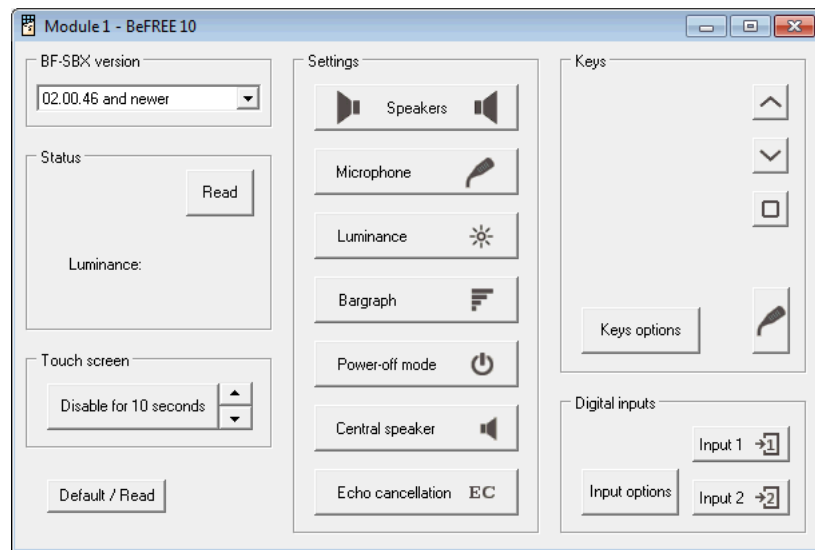 Module 1 - BeFREE 10
BF-SBX version
02.00.46 and newer
Status
Read
Luminance:
Touch screen
Disable for 10 seconds
Default / Read
Settings
Speakers
Microphone
Luminance
Bargraph
Power-off mode
Central speaker
Echo cancellation EC
Keys
Keys options
Digital inputs
Input 1 1
Input options
Input 2 2